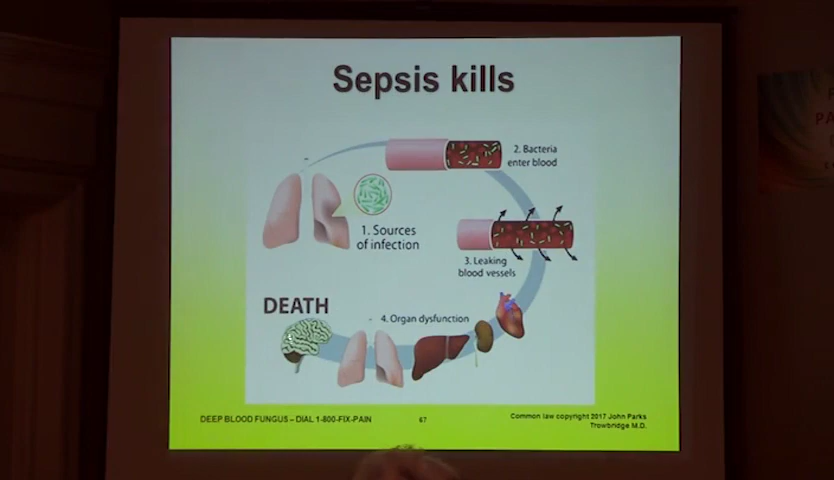 Sepsis kills
2. Bacteria
enter blood
1. Sources
of infection
3. Leaking
blood vessels
DEATH
4. Organ dysfunction
DEEP BLOOD FUNGUS – DIAL 1-800-FIX-PAIN
67
Common law copyright 2017 John Parks
Trowbridge M.D.